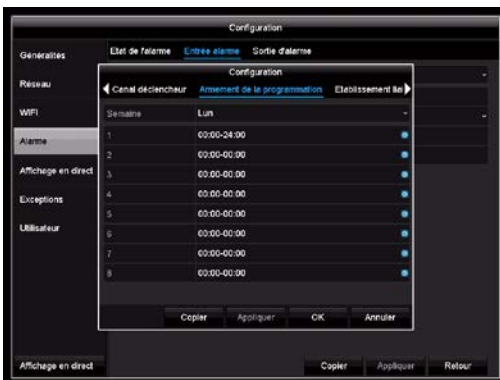 Configuration
Généralités
Etat de l'alarme Entrée alarme Sortie d'alarme
Configuration
Canal déclencheur Armement de la programmation Etablissement liai
Réseau
WIFI
Semaine Lun
Alarme
1 00:00-24:00
2 00:00-00:00
Affichage en direct
3 00:00-00:00
4 00:00-00:00
Exceptions
5 00:00-00:00
Utilisateur
6 00:00-00:00
7 00:00-00:00
8 00:00-00:00
Copier Appliquer OK Annuler
Affichage en direct Copier Appliquer Retour